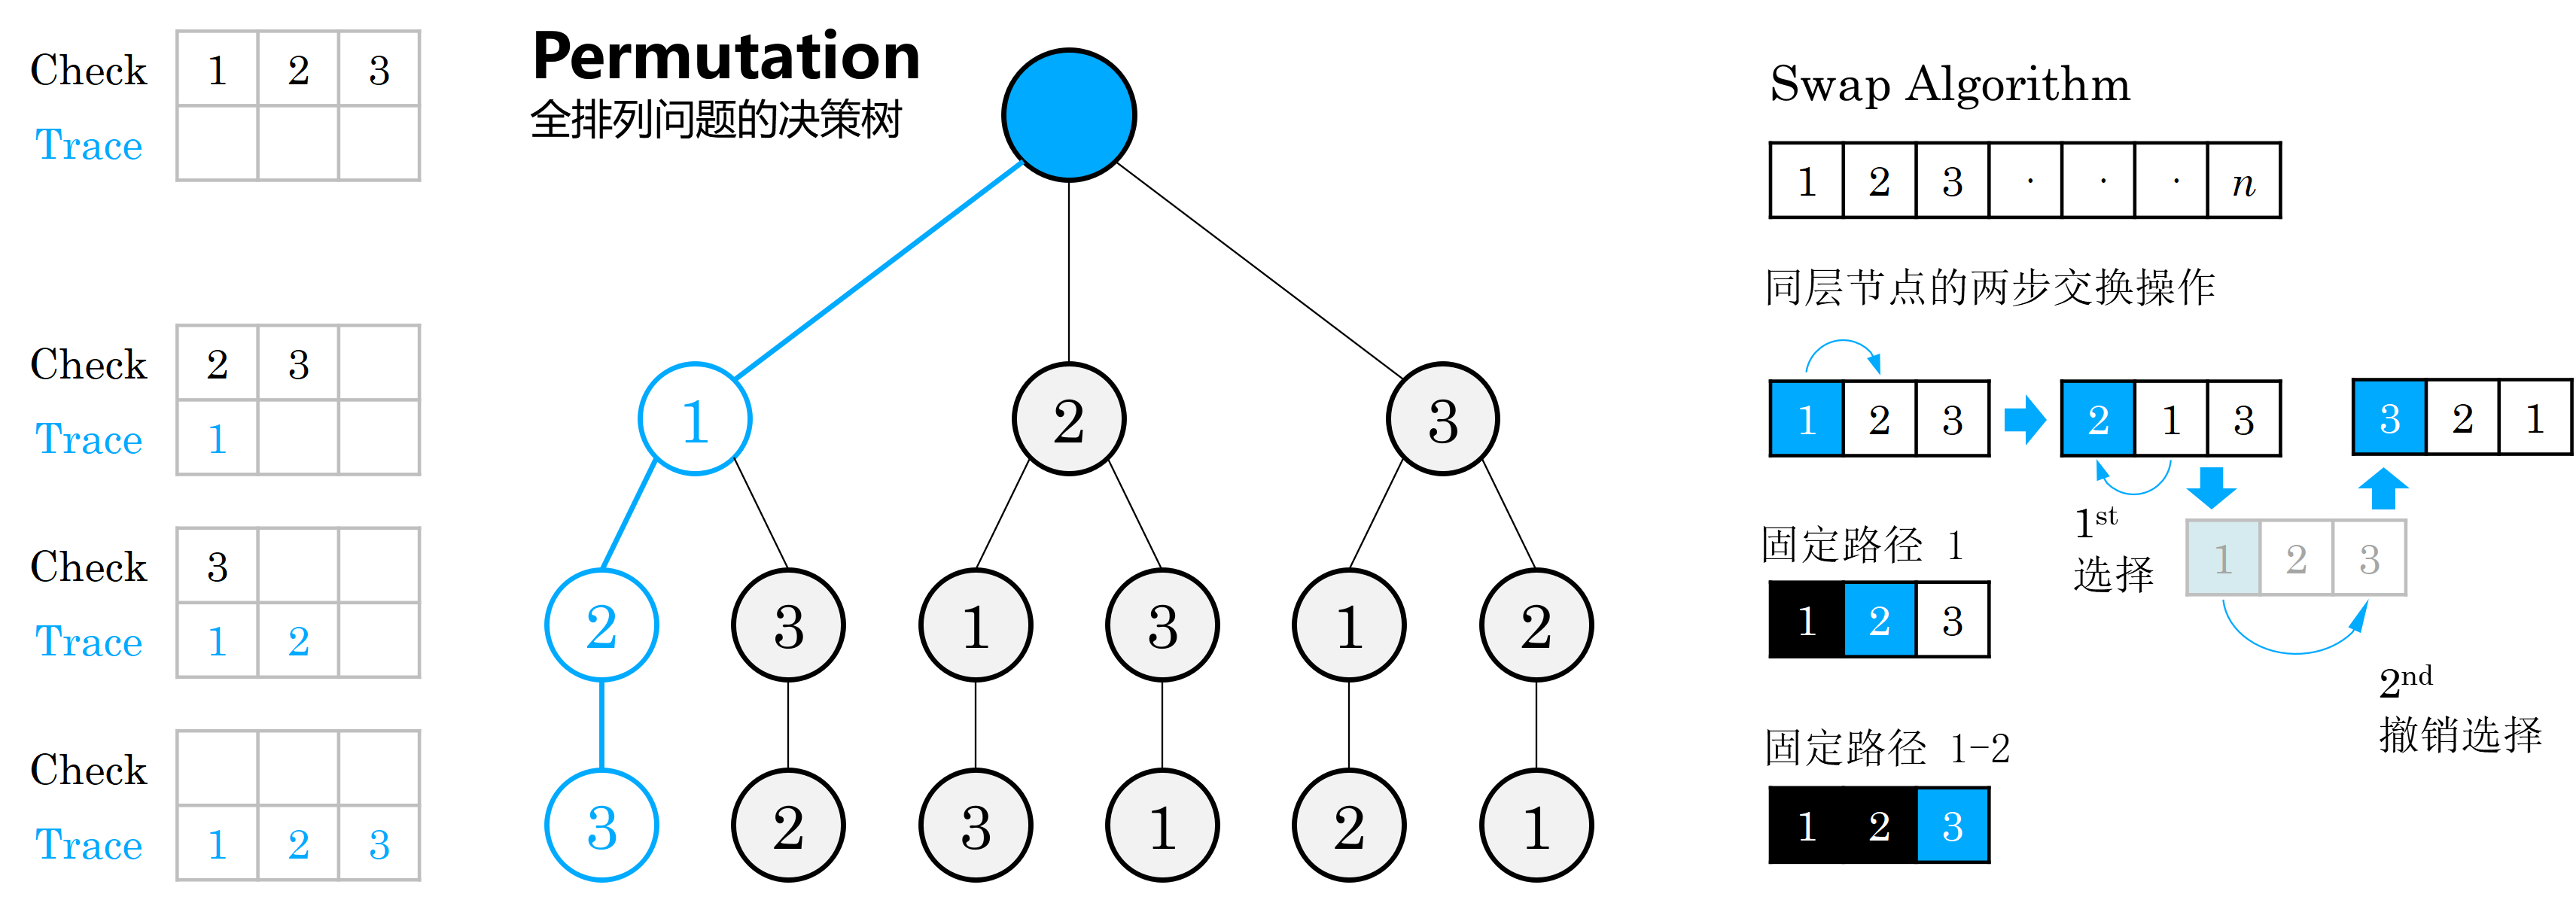 Check 1 2 3
Trace
Check 2 3
Trace 1
Check 3
Trace 1 2
Check
Trace 1 2 3
Permutation
全排列问题的决策树
1 2 3
2 3 1 3 1 2
3 2 3 1 2 1
Swap Algorithm
1 2 3 · · · n
同层节点的两步交换操作
1 2 3
2 1 3
3 2 1
1st
选择
1 2 3
2nd
撤销选择
固定路径 1
1 2 3
固定路径 1-2
1 2 3